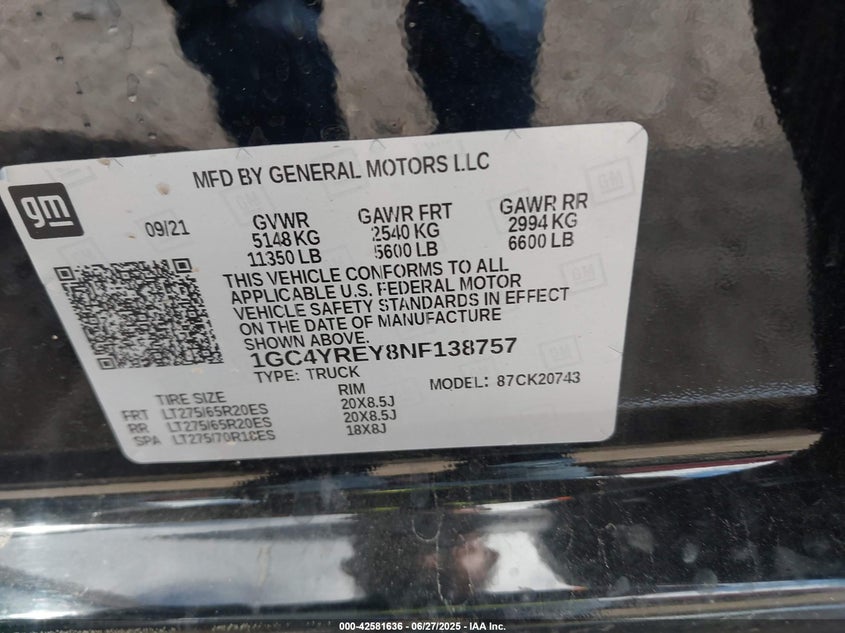 MFD BY GENERAL MOTORS LLC
gm
09/21
GVWR
5148 KG
11350 LB
GAWR FRT
2540 KG
5600 LB
GAWR RR
2994 KG
6600 LB
THIS VEHICLE CONFORMS TO ALL
APPLICABLE U.S. FEDERAL MOTOR
VEHICLE SAFETY STANDARDS IN EFFECT
ON THE DATE OF MANUFACTURE
SHOWN ABOVE.
1GC4YREY8NF138757
TYPE: TRUCK
MODEL: 87CK20743
TIRE SIZE RIM
FRT LT275/65R20ES 20X8.5J
RR LT275/65R20ES 20X8.5J
SPA LT275/70R18ES 18X8J
000-42581636 - 06/27/2025 - IAA Inc.